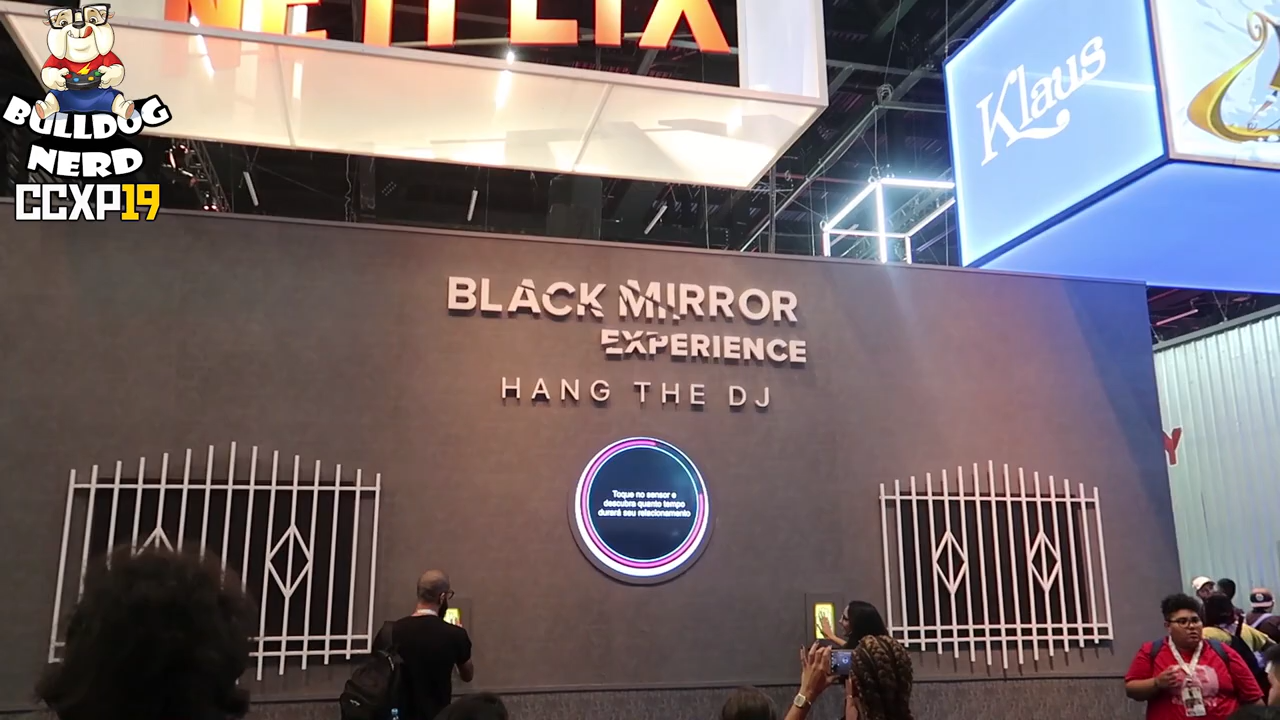 NETFLIX
BULLDOG
NERD
CCXP19
Klaus
BLACK MIRROR
EXPERIENCE
HANG THE DJ
Toque no sensor e
descubra quanto tempo
durará seu relacionamento
Y